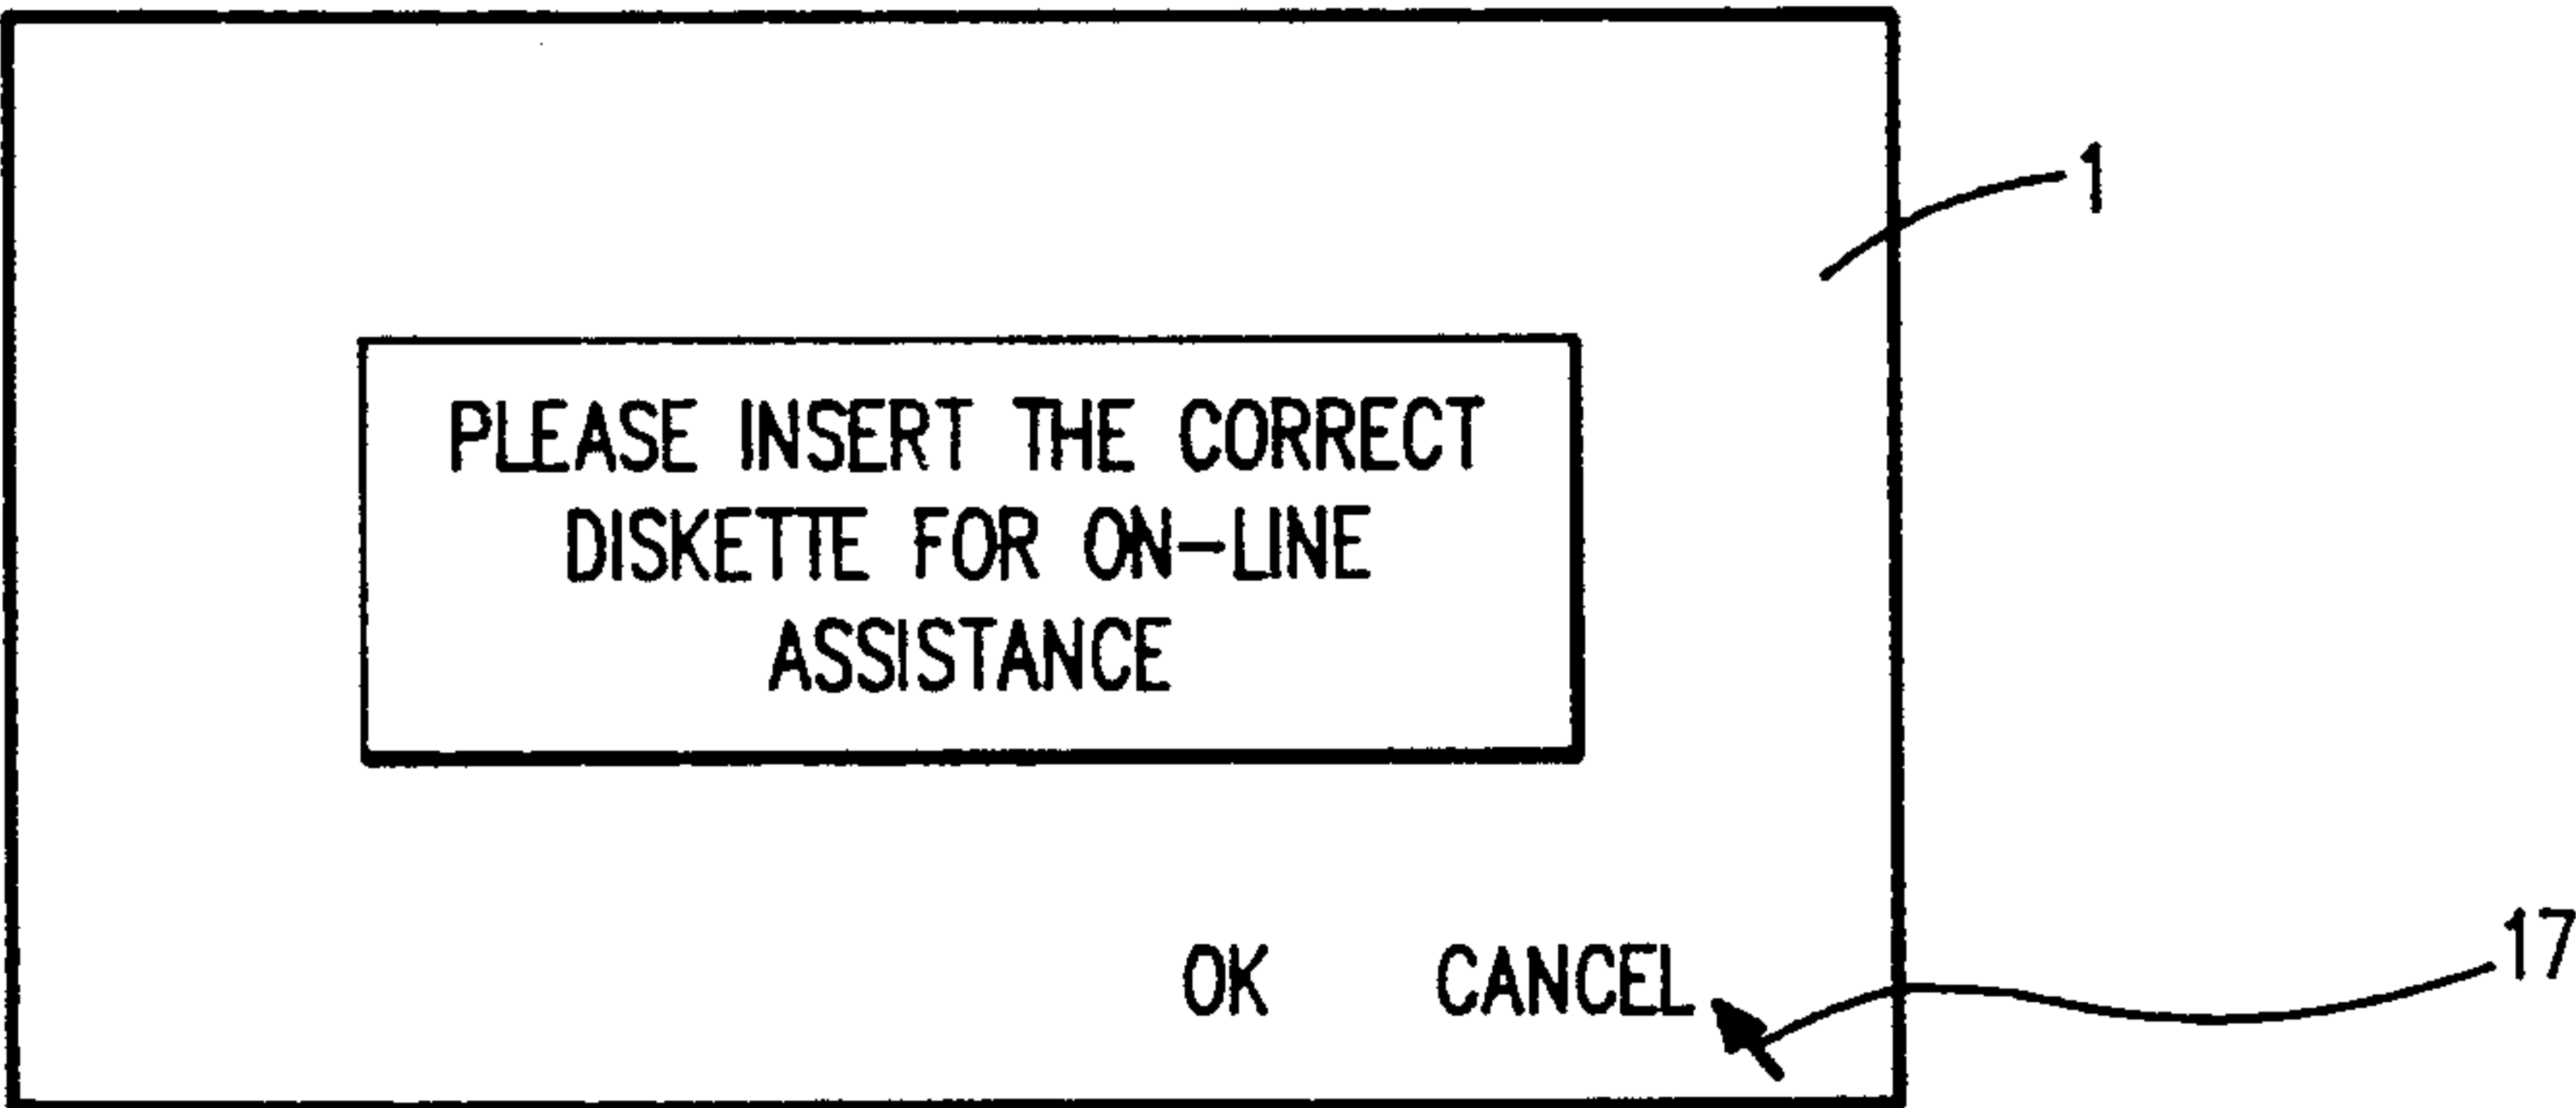 1
PLEASE INSERT THE CORRECT
DISKETTE FOR ON-LINE
ASSISTANCE
OK CANCEL
17